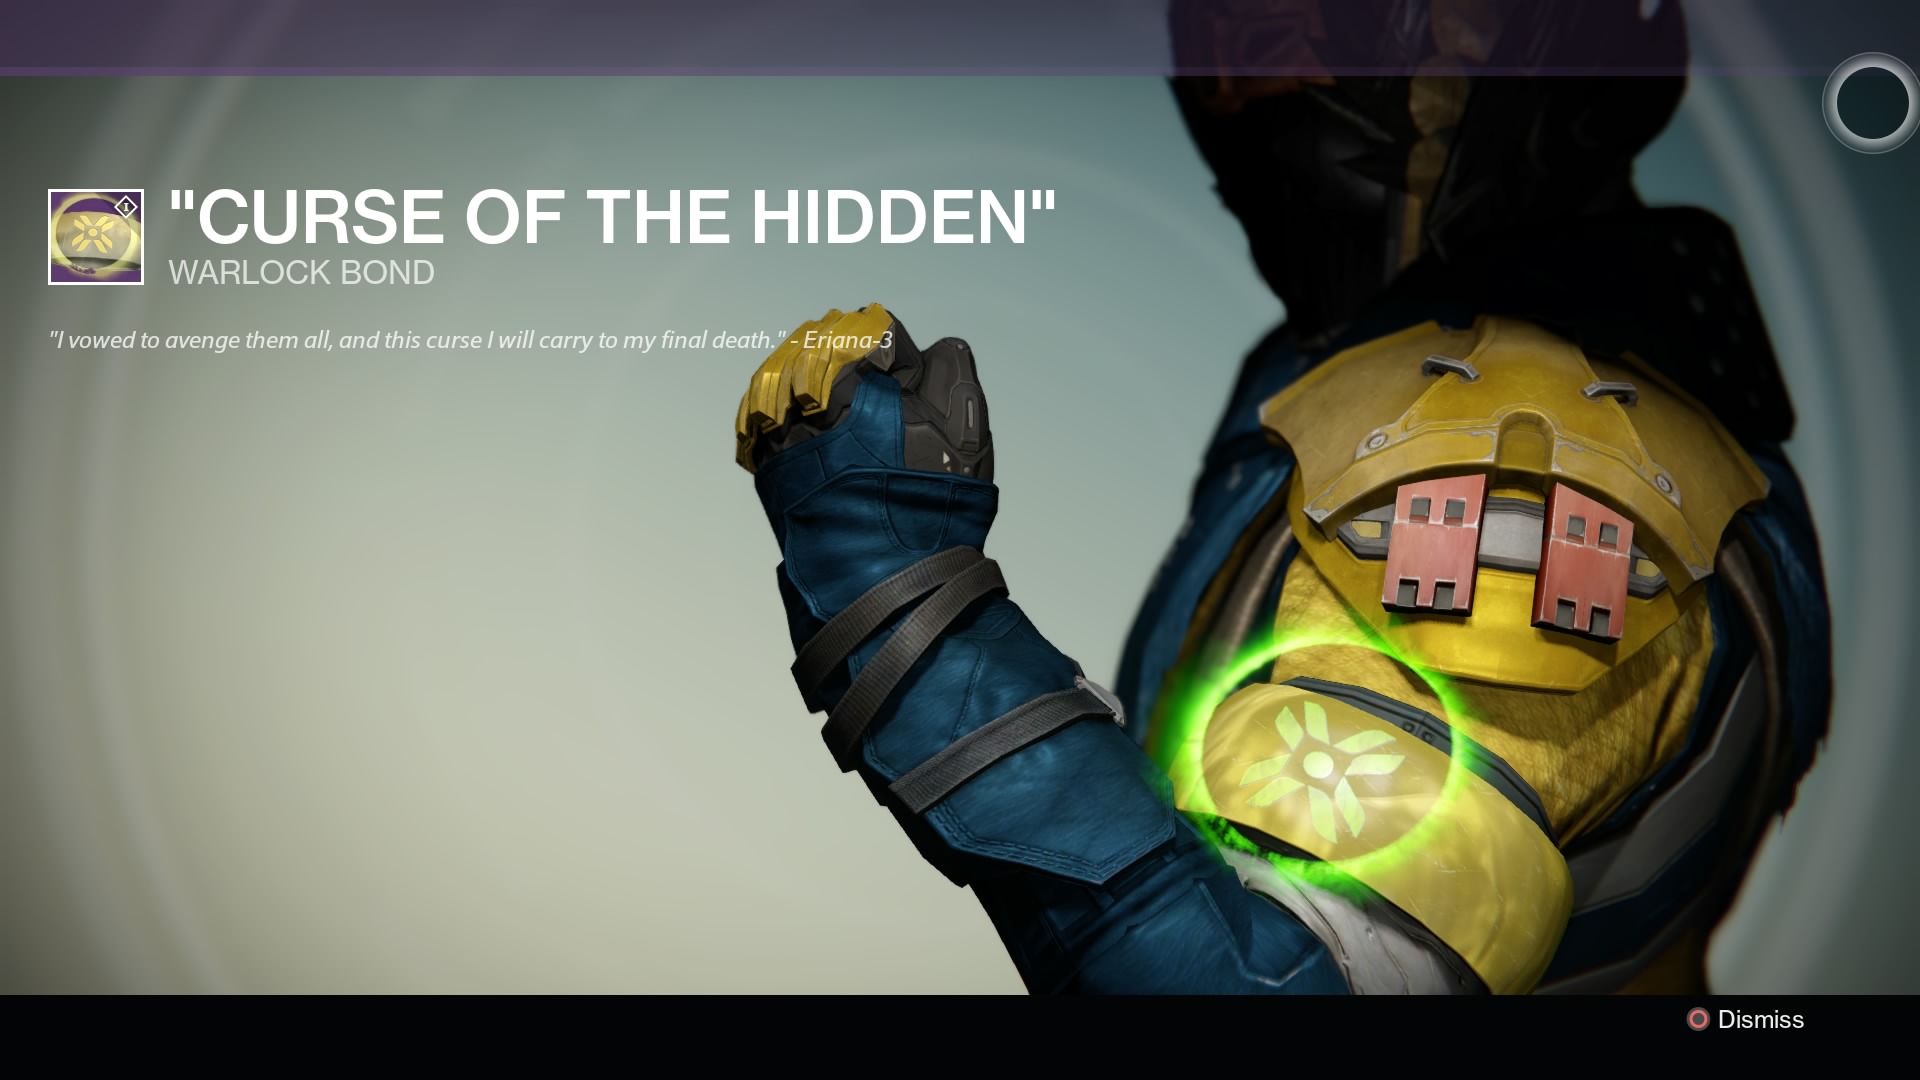 "CURSE OF THE HIDDEN"
WARLOCK BOND
"I vowed to avenge them all, and this curse I will carry to my final death." - Eriana-3
Dismiss